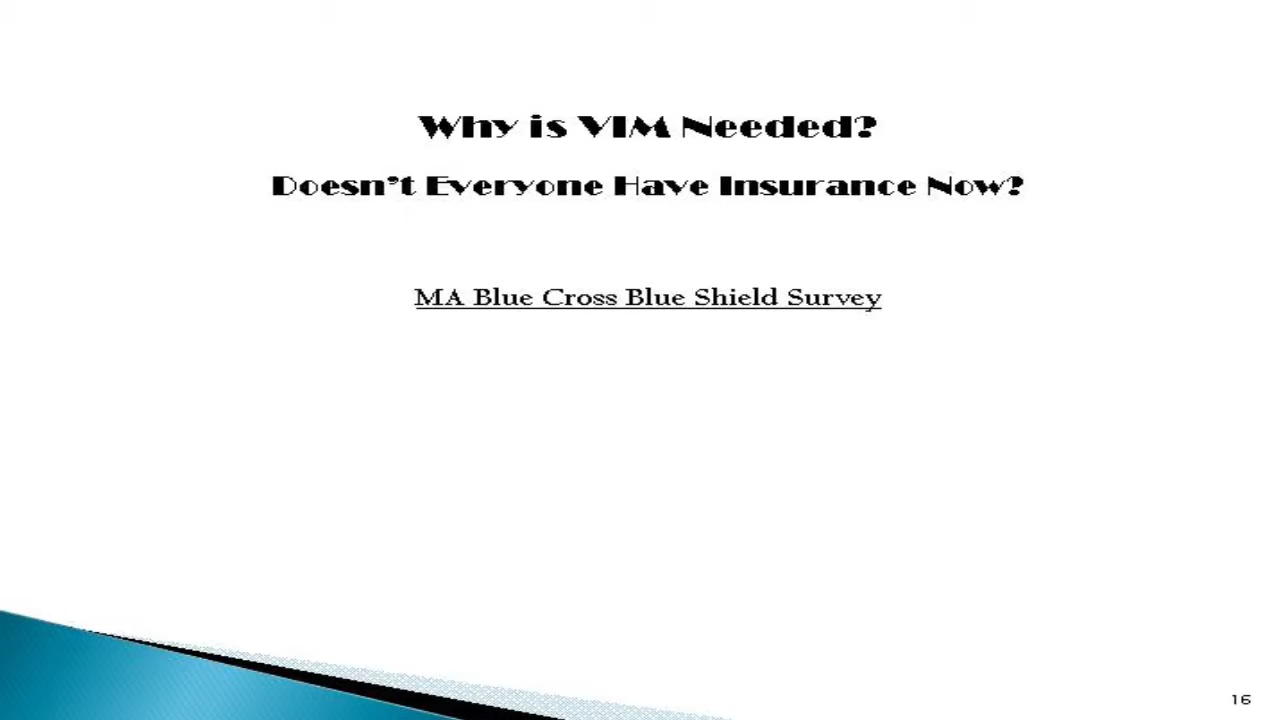 Why is VIM Needed?
Doesn't Everyone Have Insurance Now?
MA Blue Cross Blue Shield Survey
16